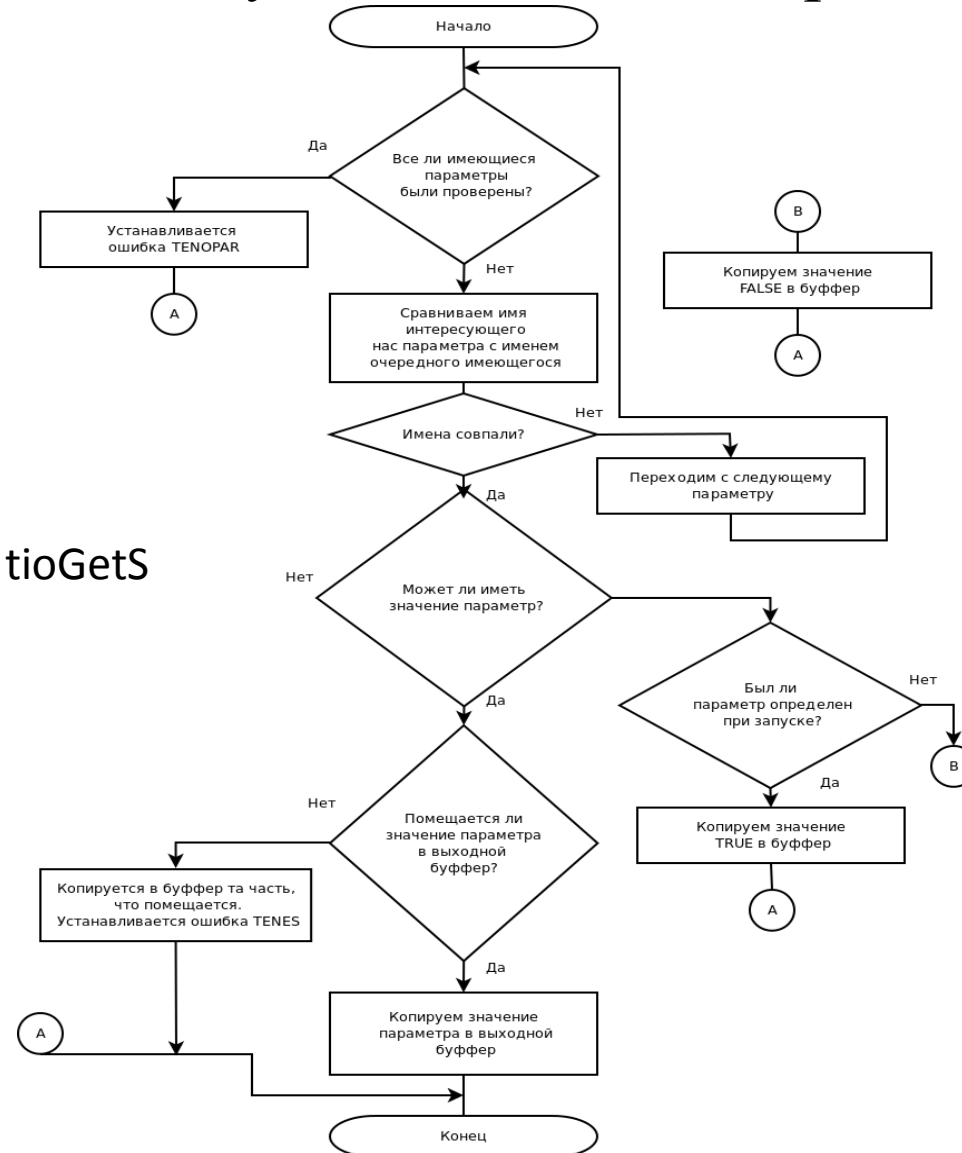 Начало
Да
Все ли имеющиеся
параметры
были проверены?
Устанавливается
ошибка TENOPAR
A
Нет
B
Копируем значение
FALSE в буффер
A
Сравниваем имя
интересующего
нас параметра с именем
очередного имеющегося
Имена совпали?
Нет
Переходим с следующему
параметру
Да
tioGetS
Нет
Может ли иметь
значение параметр?
Был ли
параметр определен
при запуске?
Нет
B
Да
Да
Копируем значение
TRUE в буффер
A
Нет
Помещается ли
значение параметра
в выходной
буффер?
Копируется в буффер та часть,
что помещается.
Устанавливается ошибка TENES
Да
A
Копируем значение
параметра в выходной
буффер
Конец